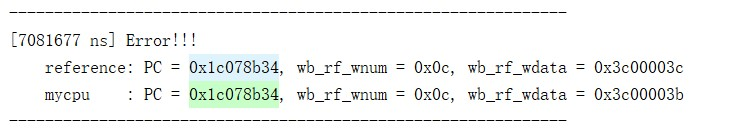 --------------------------------------------------------------
[7081677 ns] Error!!!
reference: PC = 0x1c078b34, wb_rf_wnum = 0x0c, wb_rf_wdata = 0x3c00003c
mycpu    : PC = 0x1c078b34, wb_rf_wnum = 0x0c, wb_rf_wdata = 0x3c00003b
--------------------------------------------------------------